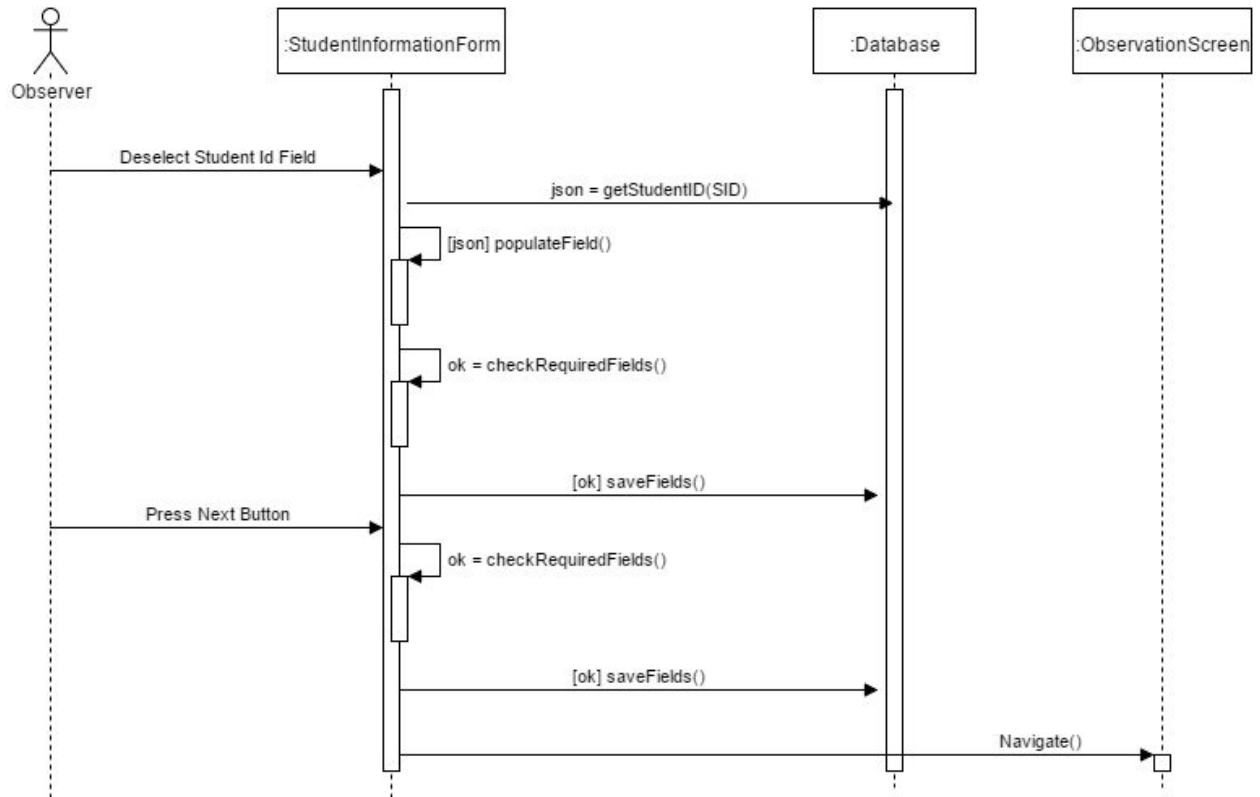 :StudentInformationForm
:Database
:ObservationScreen
Observer
Deselect Student Id Field
json = getStudentID(SID)
[json] populateField()
ok = checkRequiredFields()
[ok] saveFields()
Press Next Button
ok = checkRequiredFields()
[ok] saveFields()
Navigate()